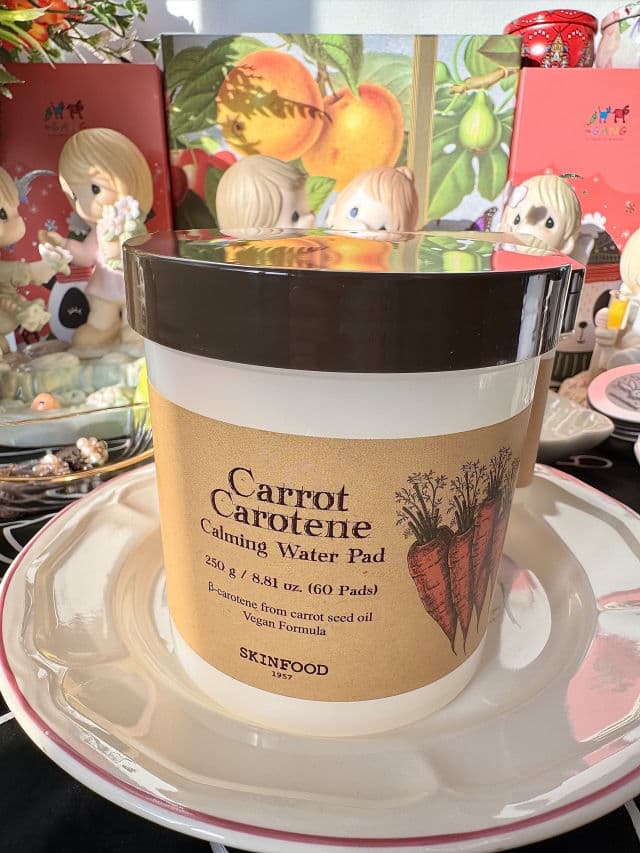 Carrot
Carotene
Calming Water Pad
250 g / 8.81 oz. (60 Pads)
β-carotene from carrot seed oil
Vegan Formula
SKINFOOD
1957